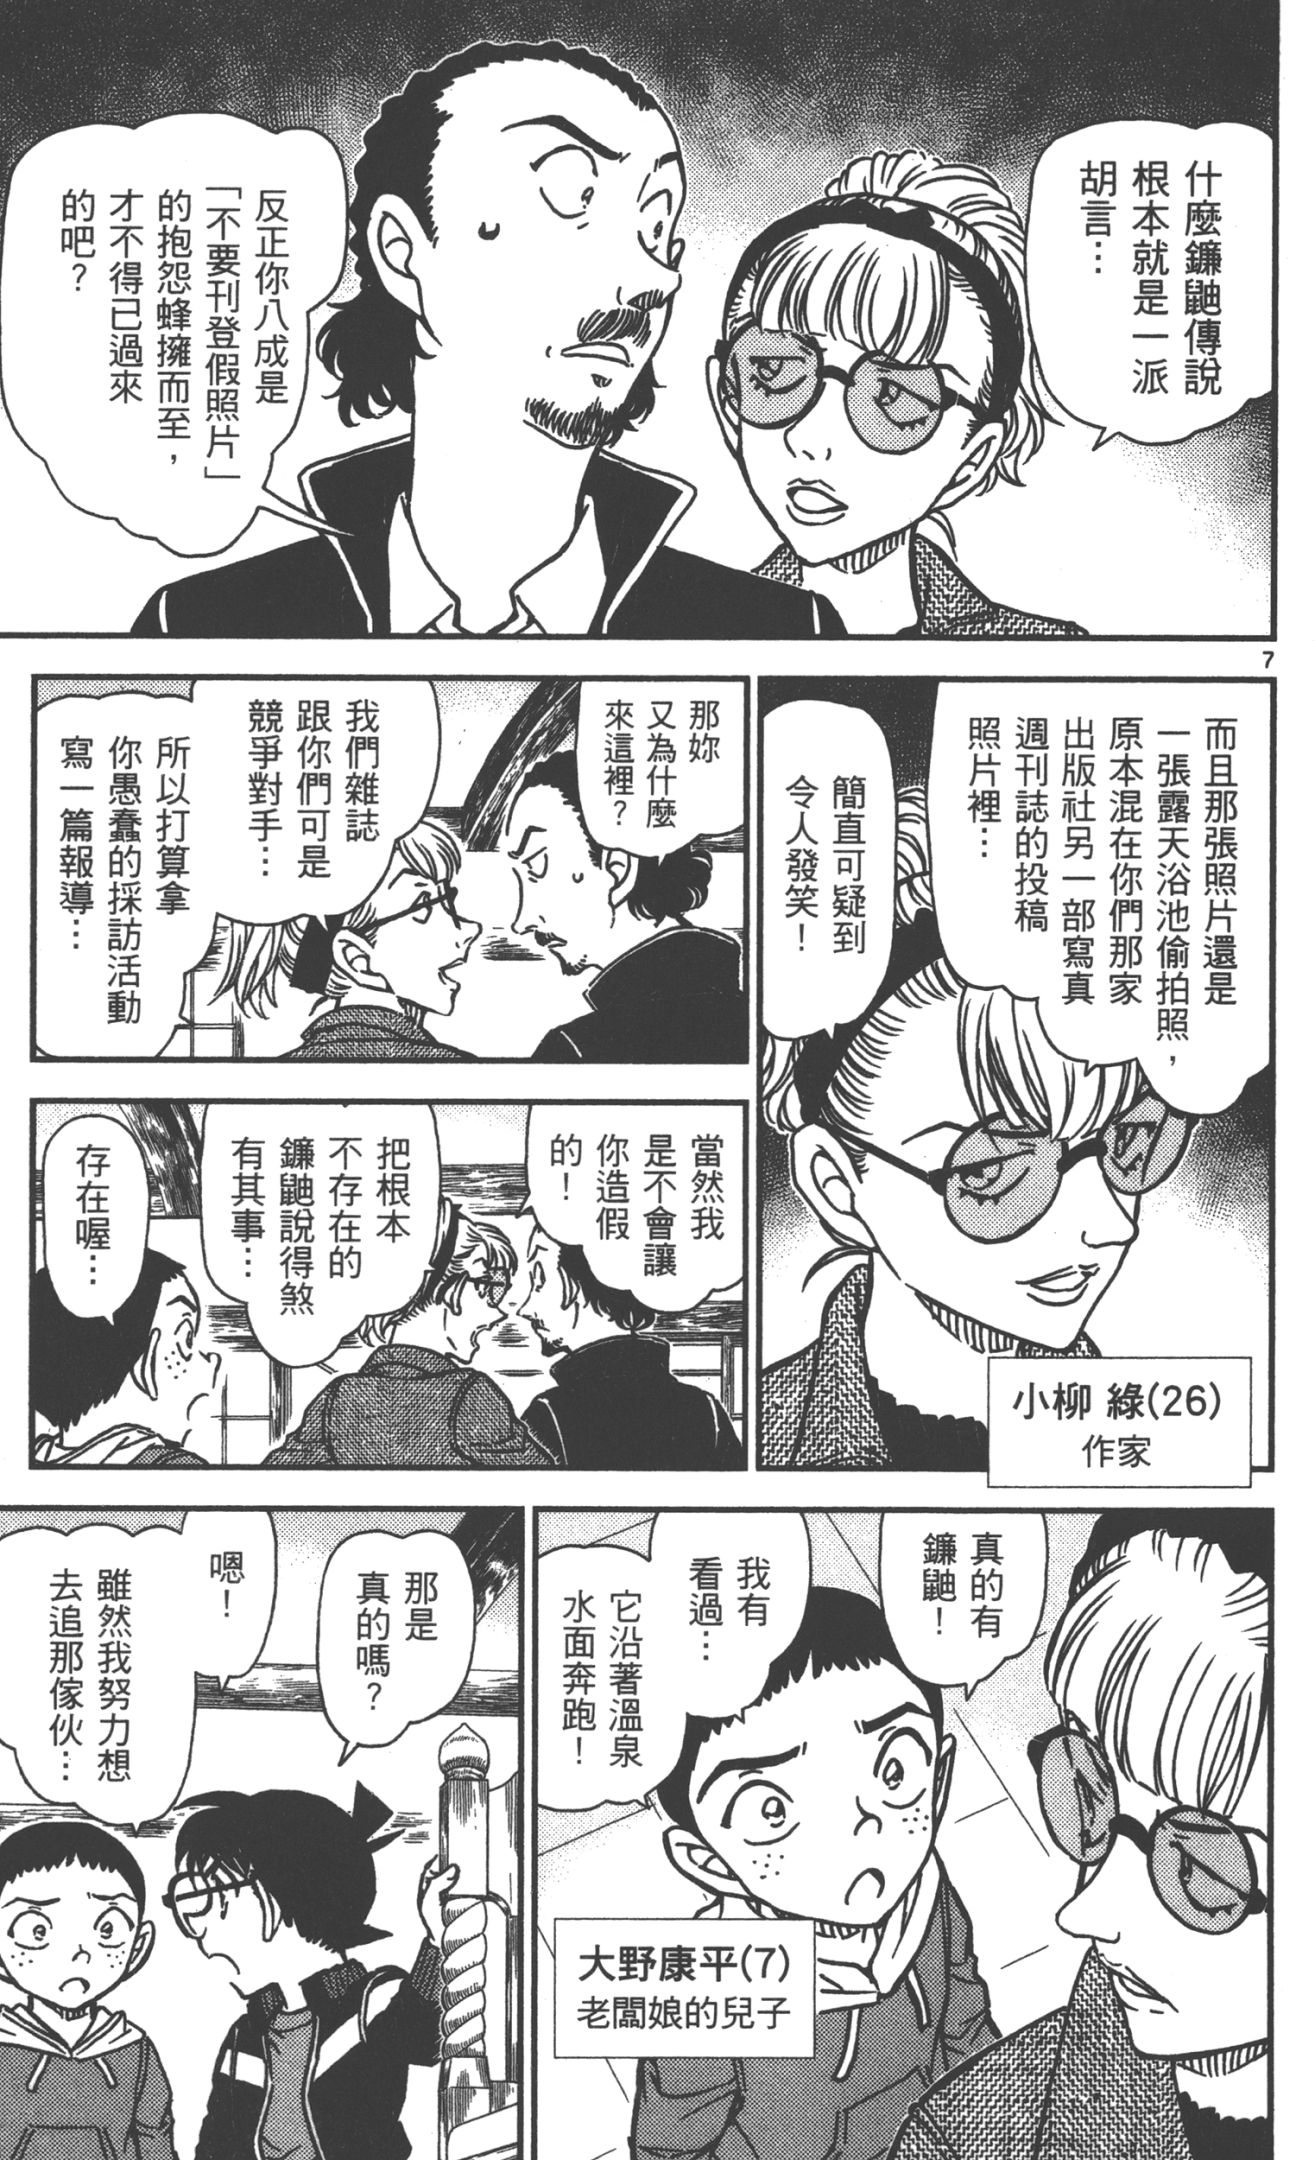 什麼鐮鼬傳說
根本就是一派
胡言…
反正你八成是
「不要刊登假照片」
的抱怨蜂擁而至，
才不得已過來
的吧？
7
而且那張照片還是
一張露天浴池偷拍照，
原本混在你們那家
出版社另一部寫真
週刊誌的投稿
照片裡…
簡直可疑到
令人發笑！
小柳 綠(26)
作家
那妳
又為什麼
來這裡？
我們雜誌
跟你們可是
競爭對手…
所以打算拿
你愚蠢的採訪活動
寫一篇報導…
當然我
是不會讓
你造假
的！
把根本
不存在的
鐮鼬說得煞
有其事…
存在喔…
真的有
鐮鼬！
我有
看過…
它沿著溫泉
水面奔跑！
大野康平(7)
老闆娘的兒子
那是
真的嗎？
嗯！
雖然我努力想
去追那傢伙…